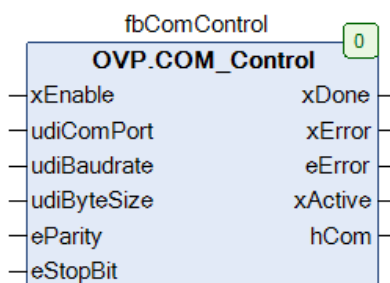 fbComControl
0
OVP.COM_Control
xEnable xDone
udiComPort xError
udiBaudrate eError
udiByteSize xActive
eParity hCom
eStopBit